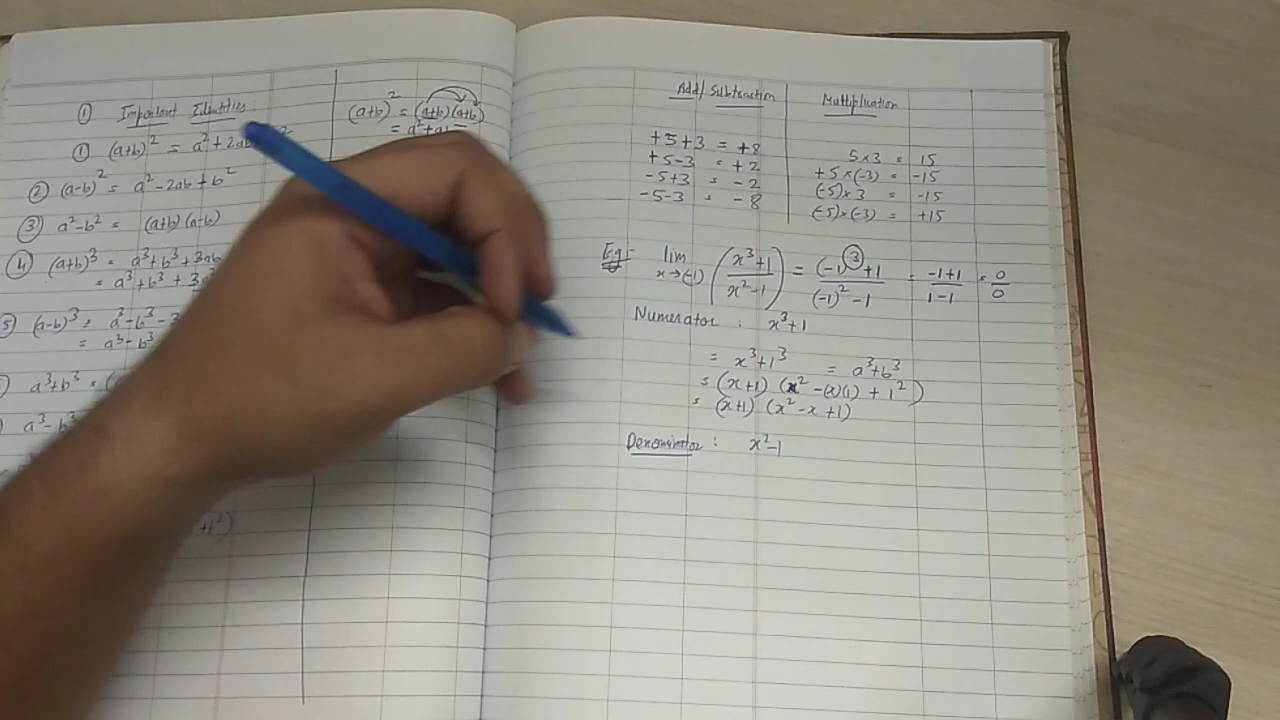 ① Important Identities
① (a+b)² = a² + 2ab
② (a-b)² = a² - 2ab + b²
③ a² - b² = (a+b)(a-b)
④ (a+b)³ = a³ + b³ + 3ab
= a³ + b³ + 3a
(a-b)³ = a³ - b³ - 3
= a³ - b³
a³ + b³ =
a³ - b³
+b²)
(a+b)² = (a+b)(a+b)
= a² + a
Add/Subtraction
+5+3 = +8
+5-3 = +2
-5+3 = -2
-5-3 = -8
Multiplication
5×3 = 15
+5×(-3) = -15
(-5)×3 = -15
(-5)×(-3) = +15
Eg:- lim x→(-1) (x³+1 / x²-1) = (-1)³+1 / (-1)²-1 = -1+1 / 1-1 = 0/0
Numerator : x³+1
= x³+1³ = a³+b³
= (x+1) (x² -(x)(1) + 1²)
= (x+1) (x² - x + 1)
Denominator : x²-1